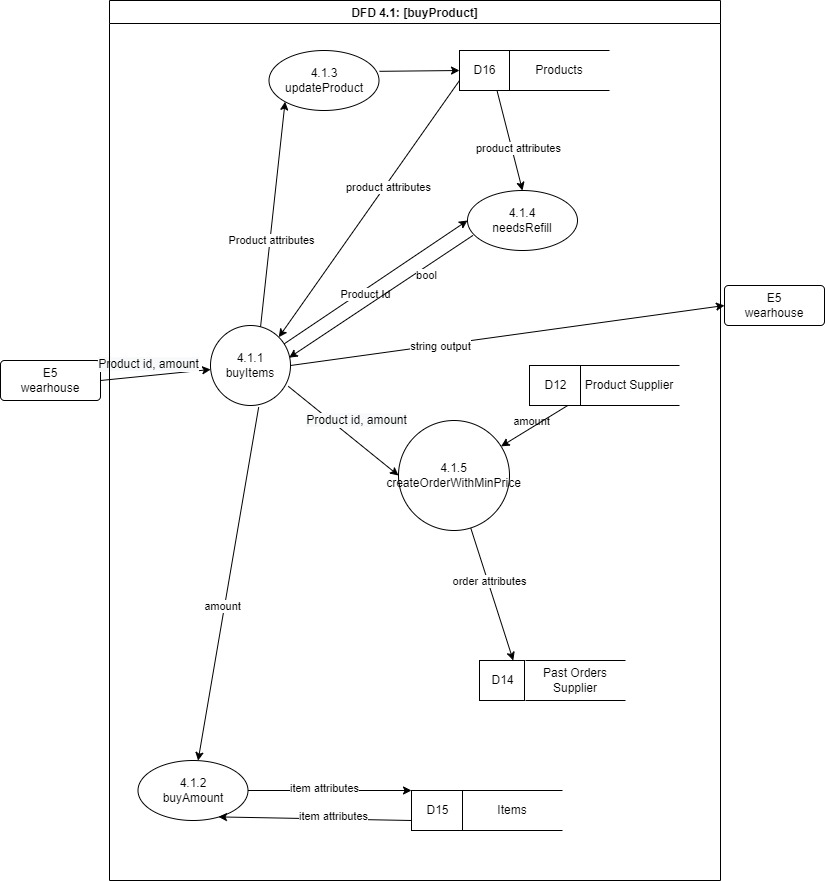 DFD 4.1: [buyProduct]
4.1.3
updateProduct
D16
Products
product attributes
product attributes
4.1.4
needsRefill
Product attributes
bool
Product Id
E5
wearhouse
string output
4.1.1
buyItems
Product id, amount
E5
wearhouse
D12
Product Supplier
amount
Product id, amount
4.1.5
createOrderWithMinPrice
order attributes
amount
D14
Past Orders
Supplier
4.1.2
buyAmount
item attributes
item attributes
D15
Items